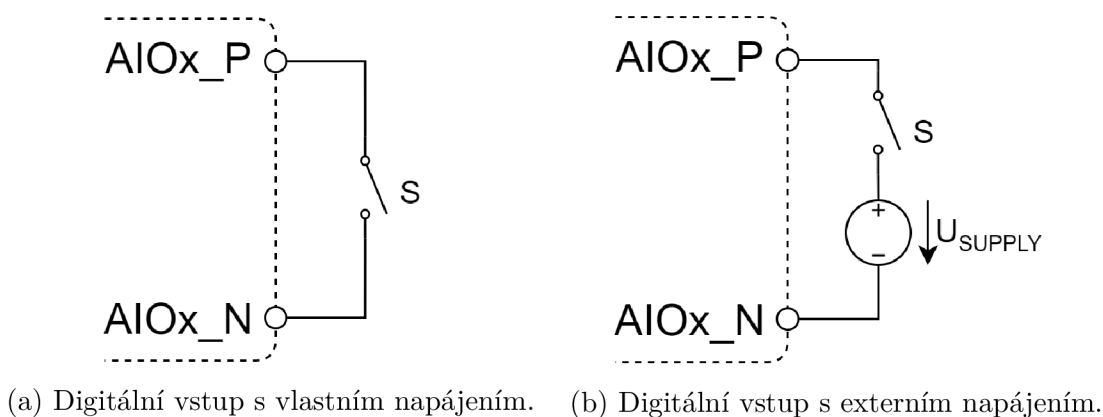 AIOx_P
S
AIOx_N
(a) Digitální vstup s vlastním napájením.
AIOx_P
S
+
−
U_SUPPLY
AIOx_N
(b) Digitální vstup s externím napájením.